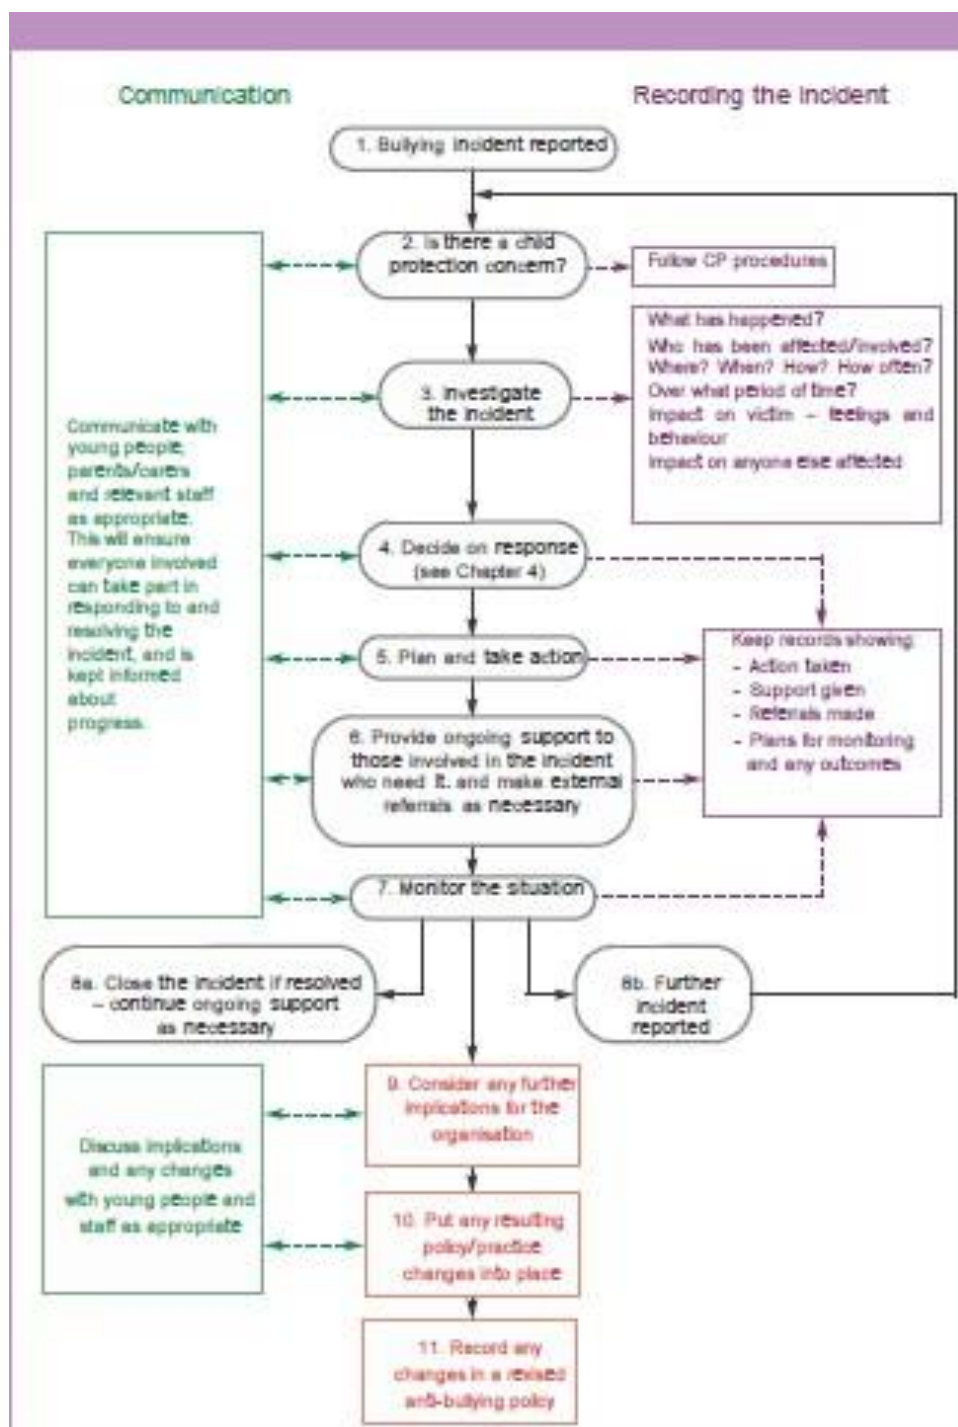 Communication
Recording the incident
1. Bullying incident reported
2. Is there a child
protection concern?
Follow CP procedures
What has happened?
Who has been affected/involved?
Where? When? How? How often?
Over what period of time?
Impact on victim – feelings and
behaviour
Impact on anyone else affected
3. Investigate
the incident
Communicate with
young people,
parents/carers
and relevant staff
as appropriate.
This will ensure
everyone involved
can take part in
responding to and
resolving the
incident, and is
kept informed
about
progress.
4. Decide on response
(see Chapter 4)
5. Plan and take action
Keep records showing:
- Action taken
- Support given
- Referrals made
- Plans for monitoring
and any outcomes
6. Provide ongoing support to
those involved in the incident
who need it. and make external
referrals as necessary
7. Monitor the situation
8a. Close the incident if resolved
– continue ongoing support
as necessary
8b. Further
incident
reported
9. Consider any further
implications for the
organisation
Discuss implications
and any changes
with young people and
staff as appropriate
10. Put any resulting
policy/practice
changes into place
11. Record any
changes in a revised
anti-bullying policy